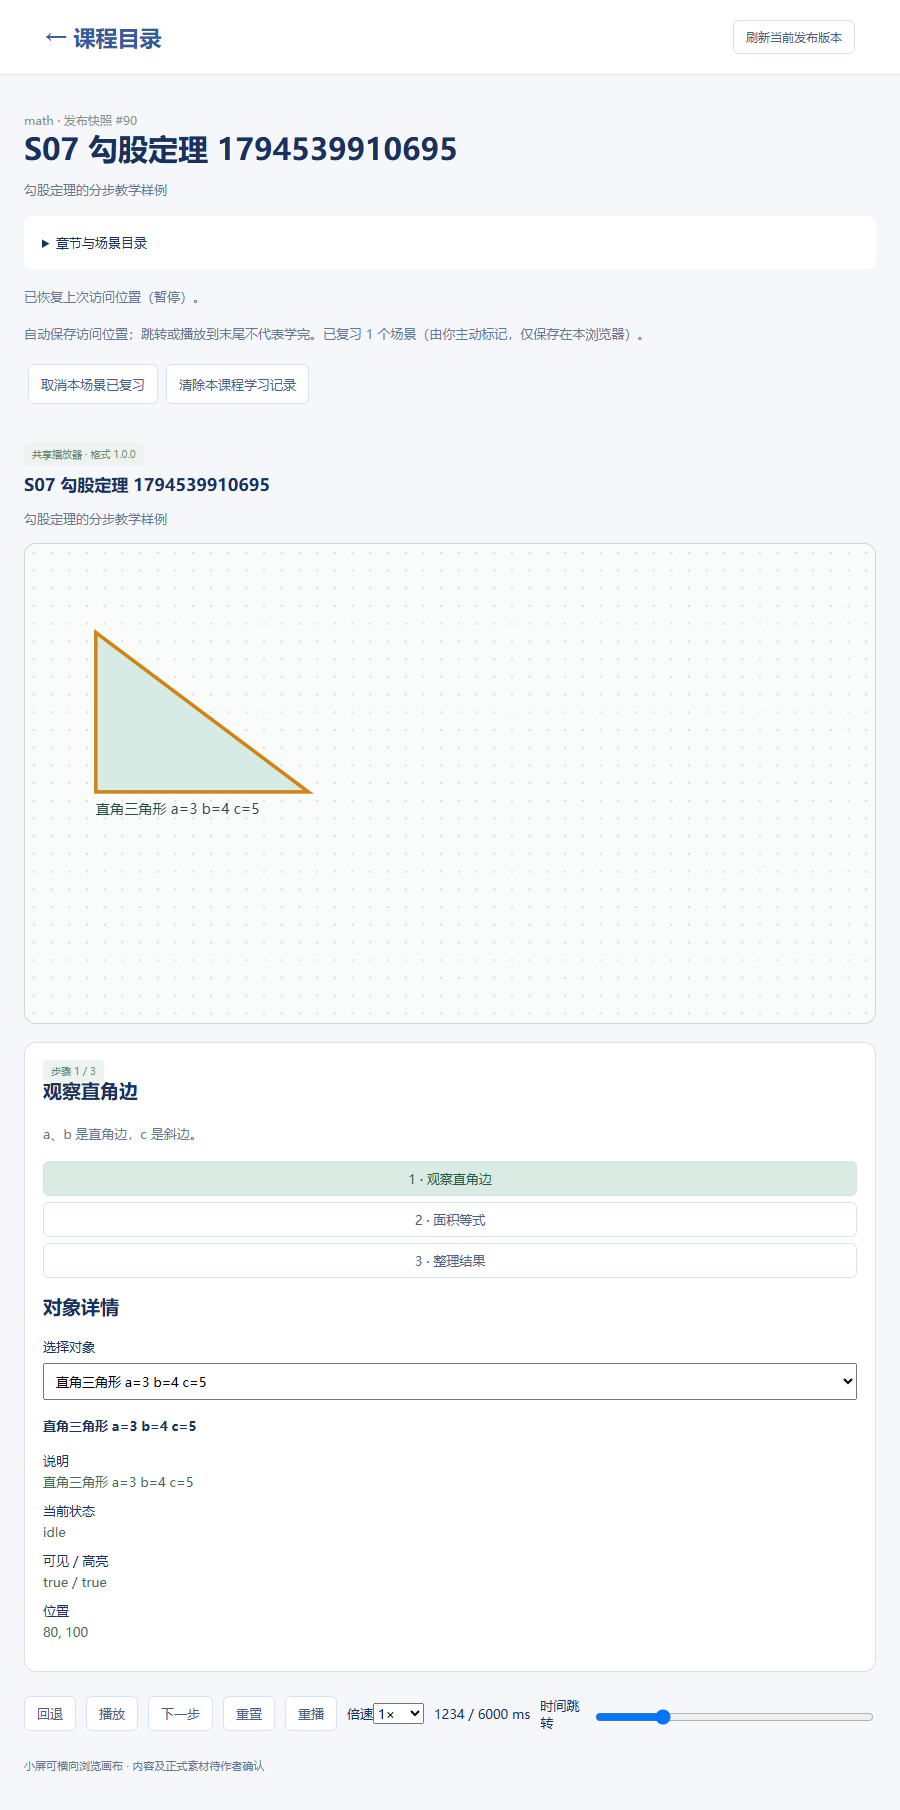 ← 课程目录
刷新当前发布版本
math · 发布快照 #90
S07 勾股定理 1794539910695
勾股定理的分步教学样例
▶ 章节与场景目录
已恢复上次访问位置（暂停）。
自动保存访问位置；跳转或播放到末尾不代表学完。已复习 1 个场景（由你主动标记，仅保存在本浏览器）。
取消本场景已复习
清除本课程学习记录
共享播放器 · 格式 1.0.0
S07 勾股定理 1794539910695
勾股定理的分步教学样例
直角三角形 a=3 b=4 c=5
步骤 1 / 3
观察直角边
a、b 是直角边，c 是斜边。
1 · 观察直角边
2 · 面积等式
3 · 整理结果
对象详情
选择对象
直角三角形 a=3 b=4 c=5
直角三角形 a=3 b=4 c=5
说明
直角三角形 a=3 b=4 c=5
当前状态
idle
可见 / 高亮
true / true
位置
80, 100
回退
播放
下一步
重置
重播
倍速 1×
1234 / 6000 ms
时间跳
转
小屏可横向浏览画布 · 内容及正式素材待作者确认